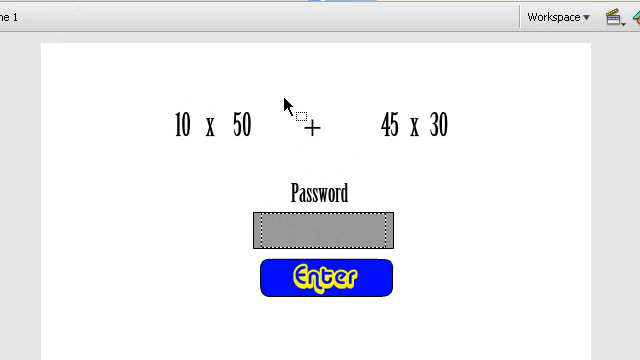 ne 1
Workspace
10 x 50 + 45 x 30
Password
Enter